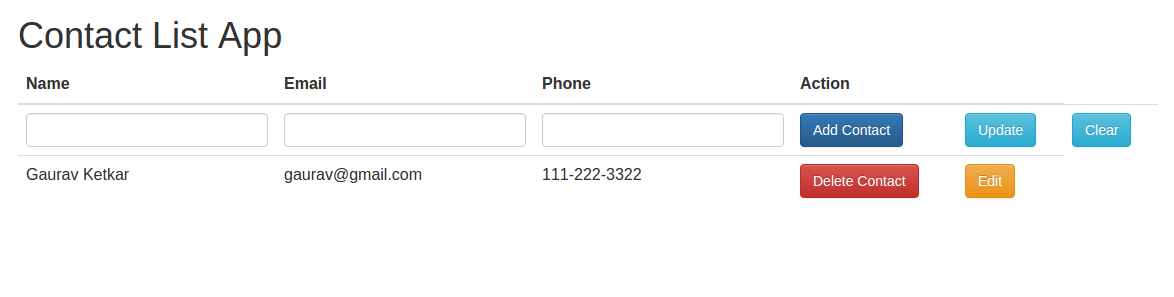 Contact List App
Name Email Phone Action
Add Contact Update Clear
Gaurav Ketkar gaurav@gmail.com 111-222-3322 Delete Contact Edit